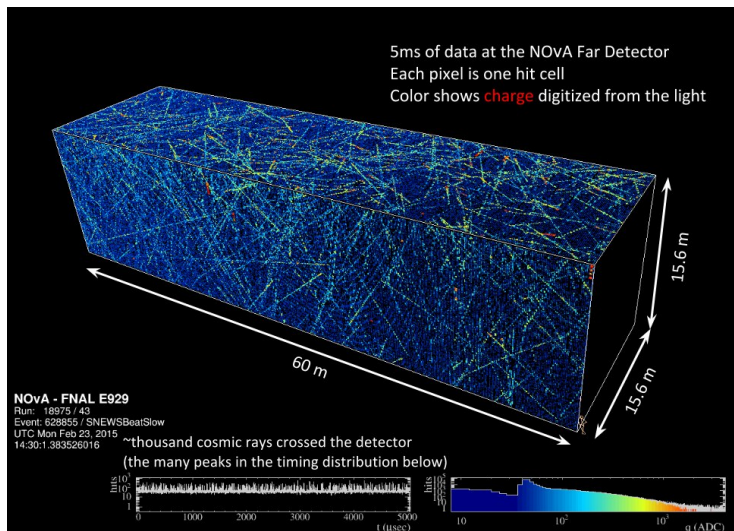 5ms of data at the NOvA Far Detector
Each pixel is one hit cell
Color shows charge digitized from the light
15.6 m
60 m
15.6 m
NOvA - FNAL E929
Run: 18975 / 43
Event: 628855 / SNEWSBeatSlow
UTC Mon Feb 23, 2015
14:30:1.383526016
~thousand cosmic rays crossed the detector
(the many peaks in the timing distribution below)
hits
10³
10²
10
1
0 1000 2000 3000 4000 5000
t (μsec)
hits
10 10² 10³
q (ADC)